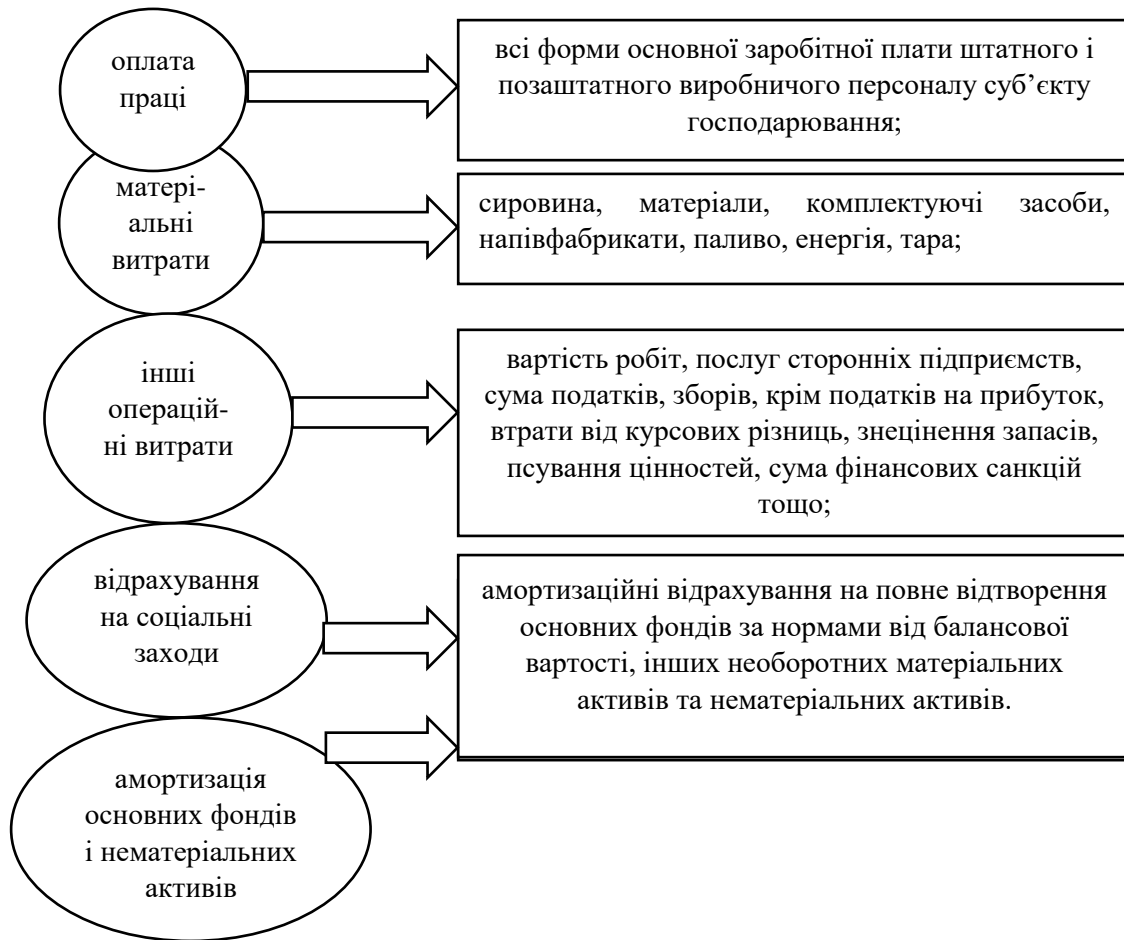 оплата
праці
всі форми основної заробітної плати штатного і
позаштатного виробничого персоналу суб’єкту
господарювання;
матері-
альні
витрати
сировина, матеріали, комплектуючі засоби,
напівфабрикати, паливо, енергія, тара;
інші
операцій-
ні витрати
вартість робіт, послуг сторонніх підприємств,
сума податків, зборів, крім податків на прибуток,
втрати від курсових різниць, знецінення запасів,
псування цінностей, сума фінансових санкцій
тощо;
відрахування
на соціальні
заходи
амортизаційні відрахування на повне відтворення
основних фондів за нормами від балансової
вартості, інших необоротних матеріальних
активів та нематеріальних активів.
амортизація
основних фондів
і нематеріальних
активів